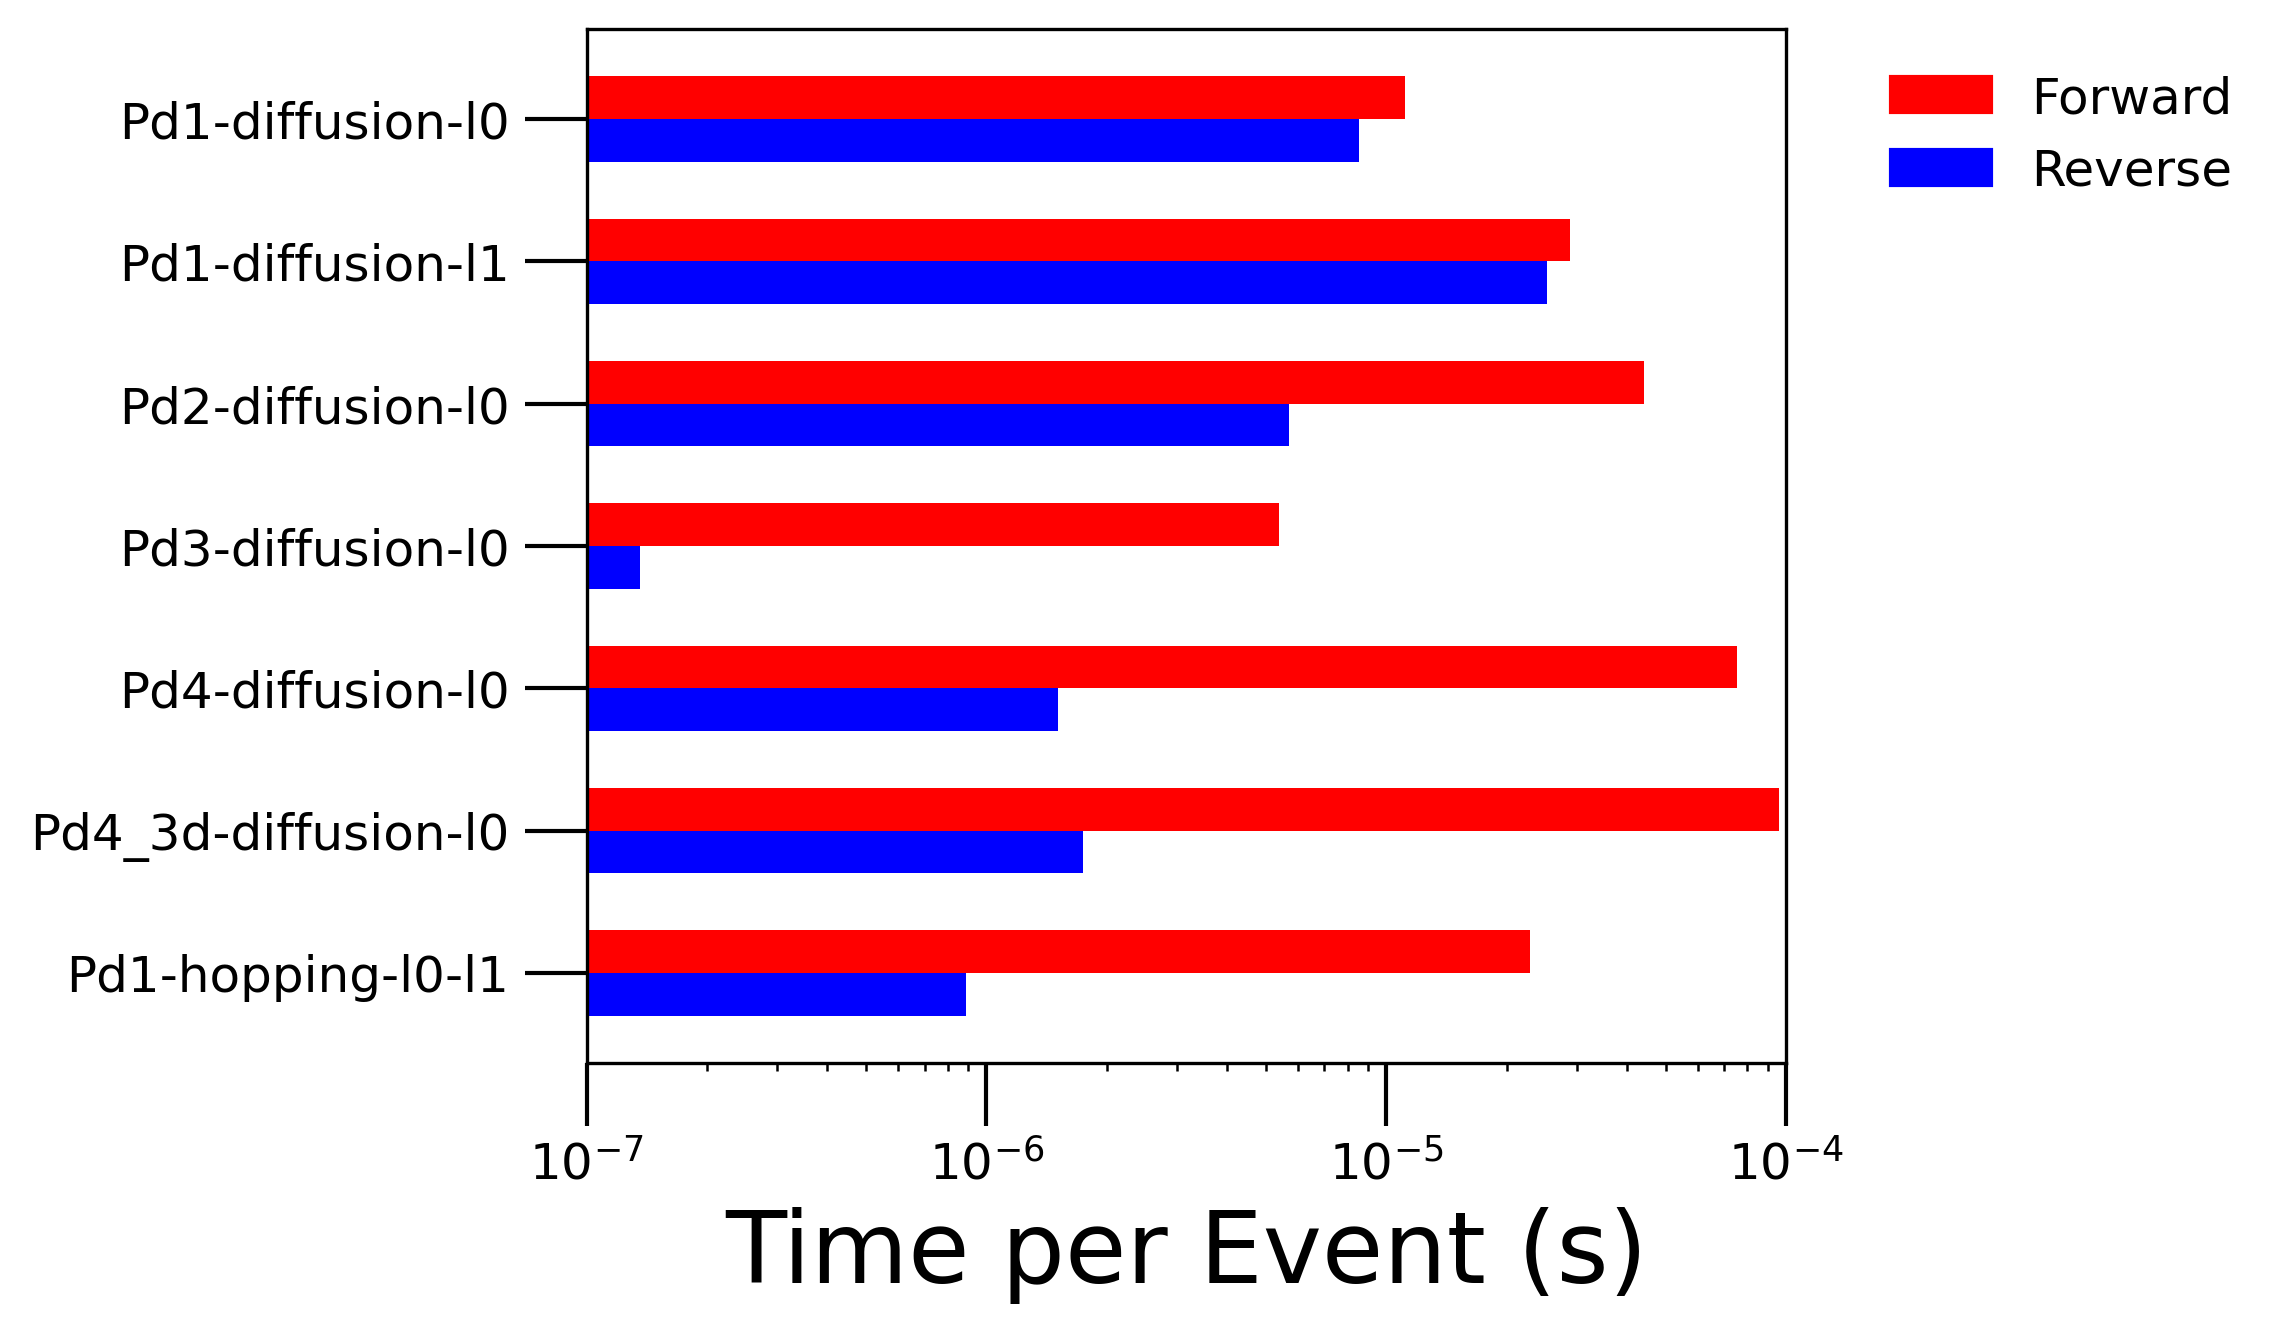 Forward
Reverse
Pd1-diffusion-l0
Pd1-diffusion-l1
Pd2-diffusion-l0
Pd3-diffusion-l0
Pd4-diffusion-l0
Pd4_3d-diffusion-l0
Pd1-hopping-l0-l1
10⁻⁷ 10⁻⁶ 10⁻⁵ 10⁻⁴
Time per Event (s)